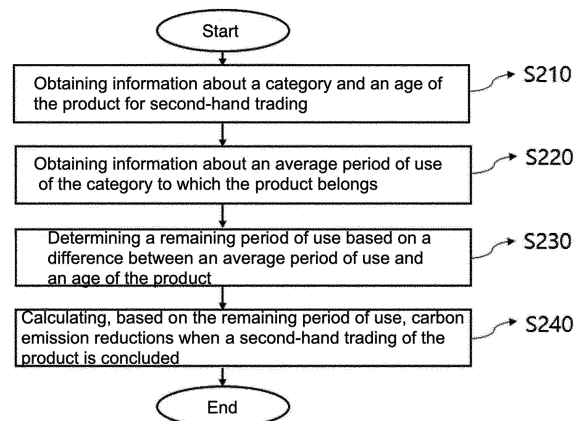 Start
Obtaining information about a category and an age of
the product for second-hand trading
S210
Obtaining information about an average period of use
of the category to which the product belongs
S220
Determining a remaining period of use based on a
difference between an average period of use and
an age of the product
S230
Calculating, based on the remaining period of use, carbon
emission reductions when a second-hand trading of the
product is concluded
S240
End